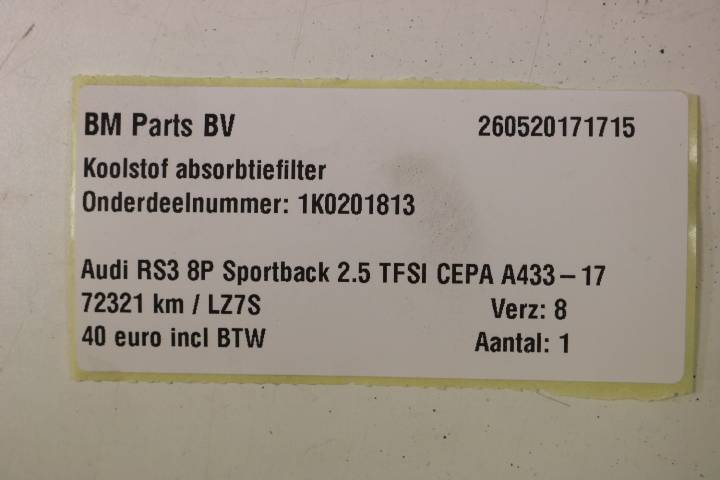 BM Parts BV 260520171715
Koolstof absorbtiefilter
Onderdeelnummer: 1K0201813
Audi RS3 8P Sportback 2.5 TFSI CEPA A433-17
72321 km / LZ7S Verz: 8
40 euro incl BTW Aantal: 1